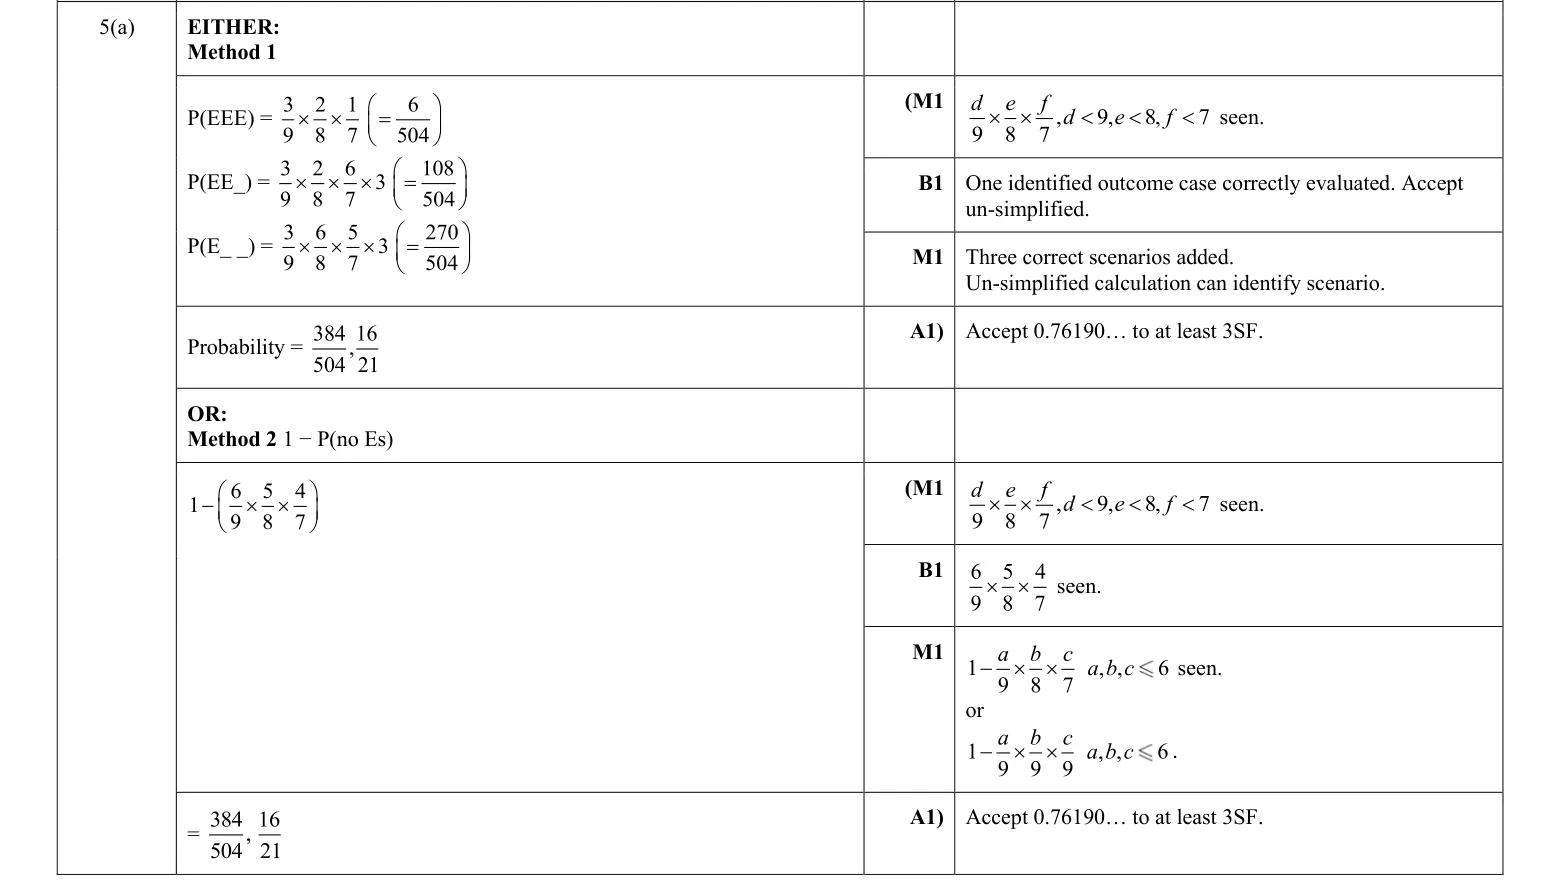 5(a) EITHER:
Method 1
P(EEE) = 3/9 × 2/8 × 1/7 (= 6/504)
(M1 d/9 × e/8 × f/7, d < 9, e < 8, f < 7 seen.
P(EE_) = 3/9 × 2/8 × 6/7 × 3 (= 108/504)
B1 One identified outcome case correctly evaluated. Accept
un-simplified.
P(E_ _) = 3/9 × 6/8 × 5/7 × 3 (= 270/504)
M1 Three correct scenarios added.
Un-simplified calculation can identify scenario.
Probability = 384/504, 16/21
A1) Accept 0.76190… to at least 3SF.
OR:
Method 2 1 − P(no Es)
1 − (6/9 × 5/8 × 4/7)
(M1 d/9 × e/8 × f/7, d < 9, e < 8, f < 7 seen.
B1 6/9 × 5/8 × 4/7 seen.
M1 1 − a/9 × b/8 × c/7 a,b,c ⩽ 6 seen.
or
1 − a/9 × b/9 × c/9 a,b,c ⩽ 6 .
= 384/504, 16/21
A1) Accept 0.76190… to at least 3SF.